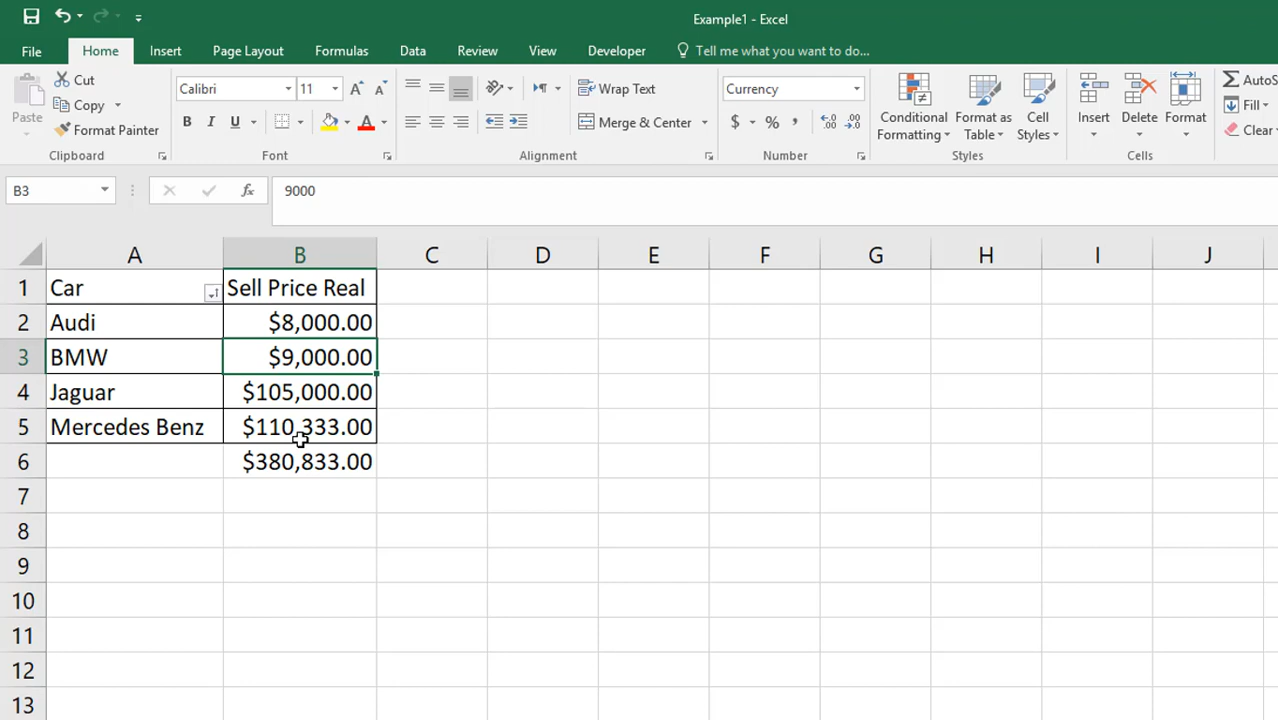 Example1 - Excel
File Home Insert Page Layout Formulas Data Review View Developer Tell me what you want to do...
Paste
Cut
Copy
Format Painter
Clipboard
Calibri 11 A A
B I U A
Font
Wrap Text
Merge & Center
Alignment
Currency
$ % , .00 .0
Number
Conditional Formatting
Format as Table
Cell Styles
Styles
Insert
Delete
Format
Cells
AutoS
Fill
Clear
B3 fx 9000
A B C D E F G H I J
1 Car Sell Price Real
2 Audi $8,000.00
3 BMW $9,000.00
4 Jaguar $105,000.00
5 Mercedes Benz $110,333.00
6 $380,833.00
7
8
9
10
11
12
13